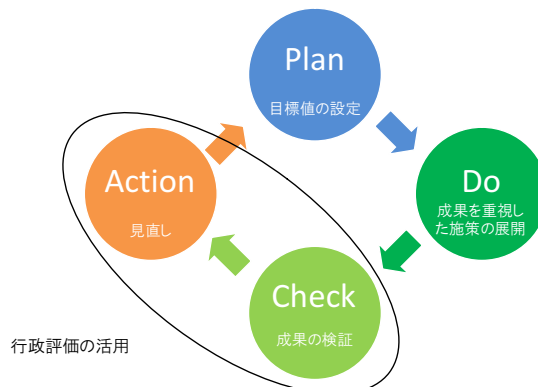 Plan
目標値の設定
Action
見直し
Do
成果を重視し
た施策の展開
Check
成果の検証
行政評価の活用